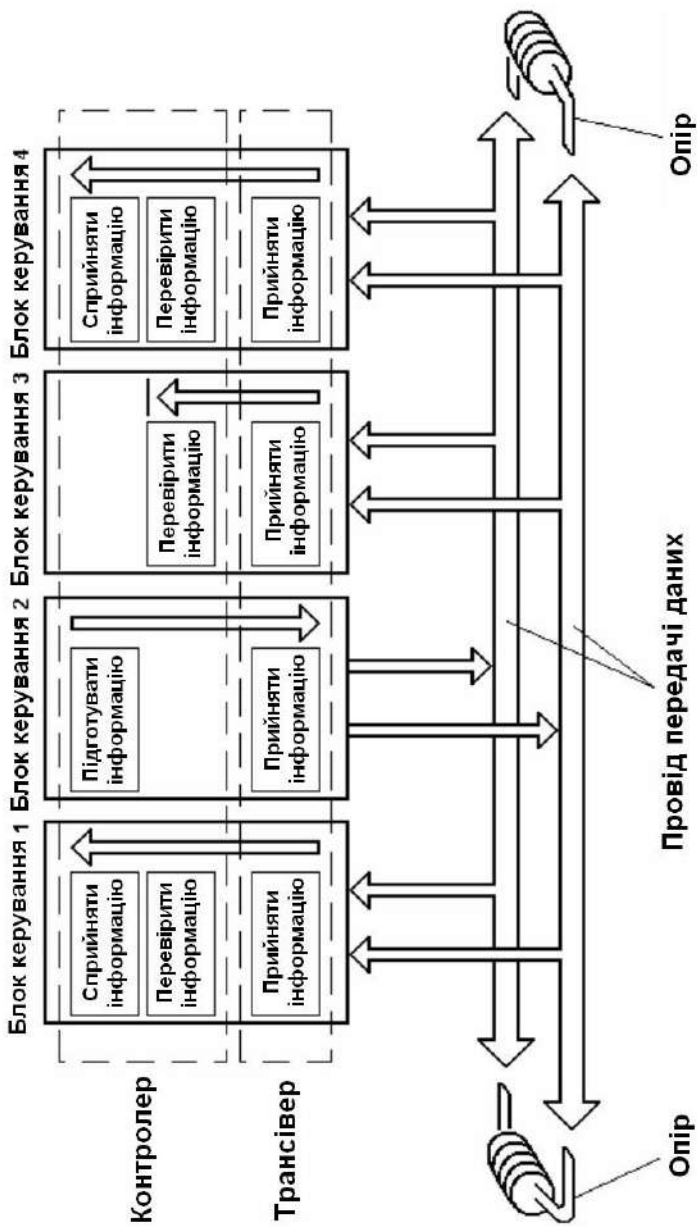 Блок керування 1
Блок керування 2
Блок керування 3
Блок керування 4
Контролер
Сприйняти
інформацію
Перевірити
інформацію
Підготувати
інформацію
Перевірити
інформацію
Сприйняти
інформацію
Перевірити
інформацію
Трансівер
Прийняти
інформацію
Прийняти
інформацію
Прийняти
інформацію
Прийняти
інформацію
Опір
Провід передачі даних
Опір